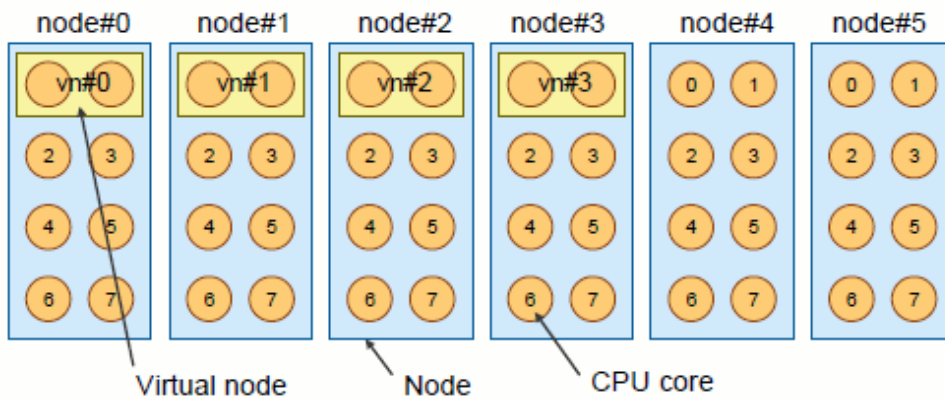 node#0 node#1 node#2 node#3 node#4 node#5
vn#0 vn#1 vn#2 vn#3 0 1 0 1
2 3 2 3 2 3 2 3 2 3 2 3
4 5 4 5 4 5 4 5 4 5 4 5
6 7 6 7 6 7 6 7 6 7 6 7
Virtual node Node CPU core